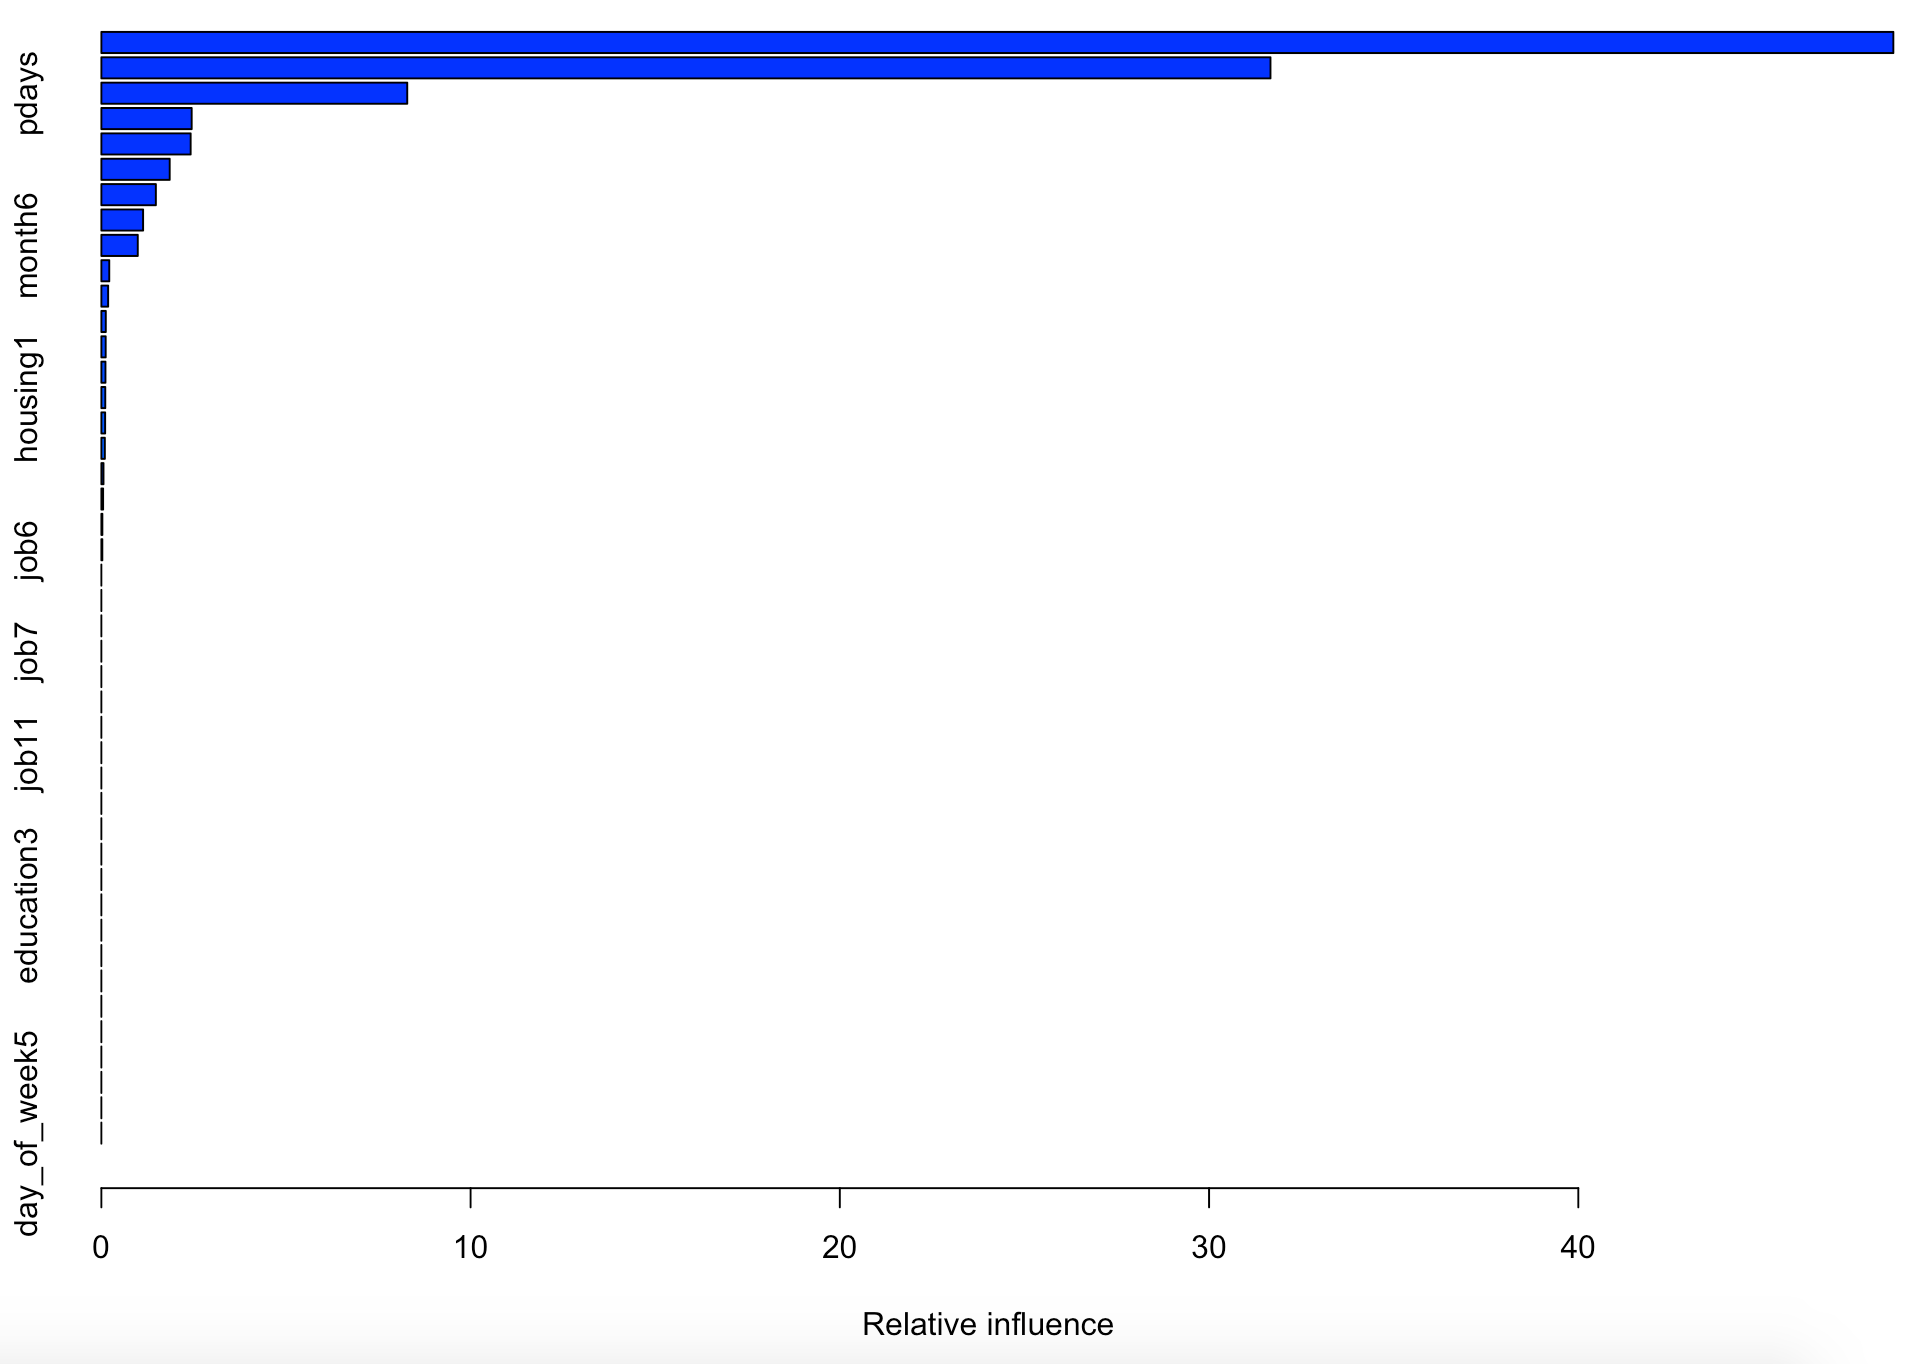 pdays
month6
housing1
job6
job7
job11
education3
day_of_week5
0 10 20 30 40
Relative influence